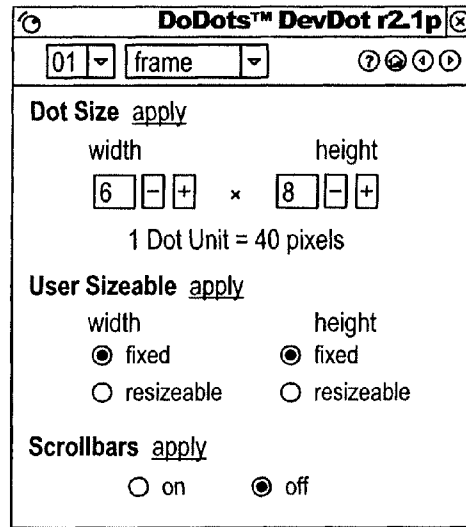 DoDots™ DevDot r2.1p
01 frame ?
Dot Size apply
width height
6 − + × 8 − +
1 Dot Unit = 40 pixels
User Sizeable apply
width height
fixed fixed
resizeable resizeable
Scrollbars apply
on off